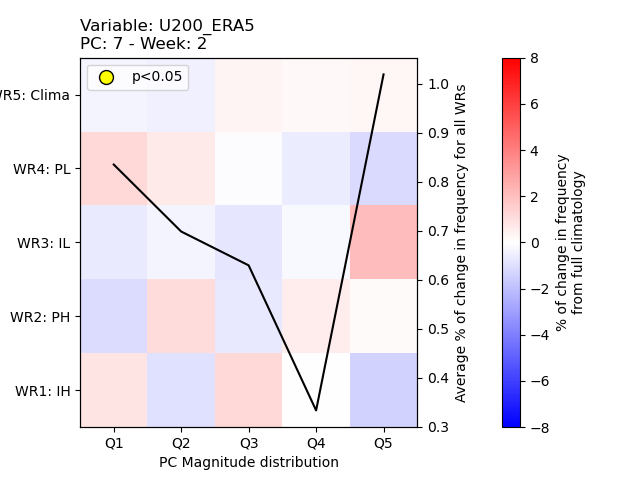 Variable: U200_ERA5
PC: 7 - Week: 2
p<0.05
WR5: Clima
WR4: PL
WR3: IL
WR2: PH
WR1: IH
Q1 Q2 Q3 Q4 Q5
PC Magnitude distribution
1.0
0.9
0.8
0.7
0.6
0.5
0.4
0.3
Average % of change in frequency for all WRs
8
6
4
2
0
−2
−4
−6
−8
% of change in frequency
from full climatology